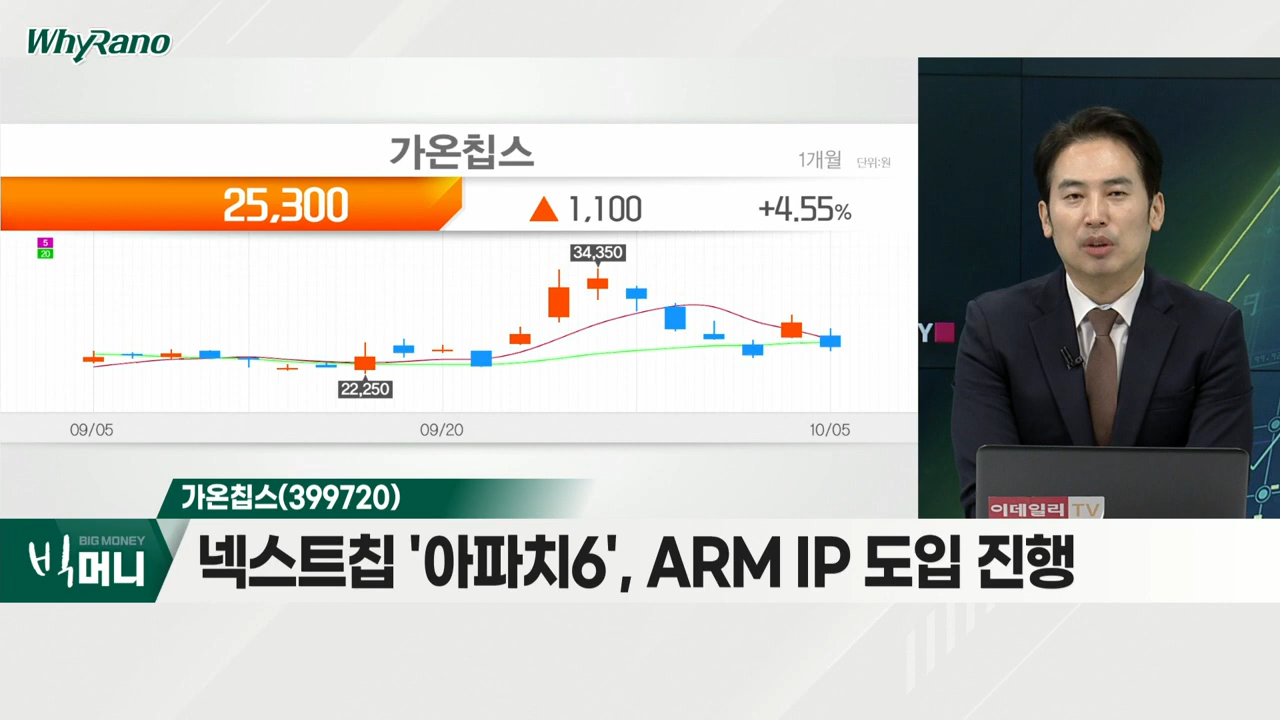 WhyRano
가온칩스
1개월 단위:원
25,300 ▲ 1,100 +4.55%
5
20
34,350
22,250
09/05 09/20 10/05
Y
이데일리 TV
가온칩스(399720)
BIG MONEY
빅머니
넥스트칩 '아파치6', ARM IP 도입 진행